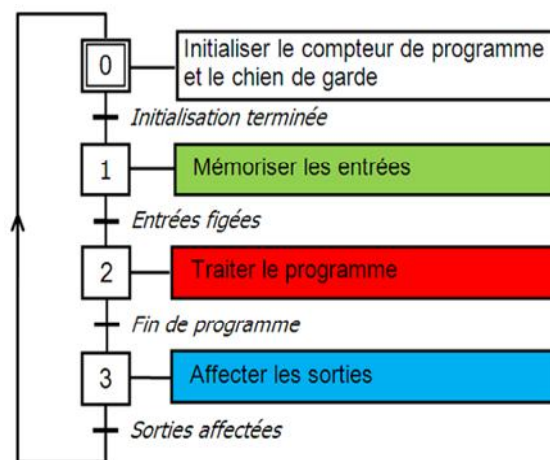 0
Initialiser le compteur de programme
et le chien de garde
Initialisation terminée
1
Mémoriser les entrées
Entrées figées
2
Traiter le programme
Fin de programme
3
Affecter les sorties
Sorties affectées